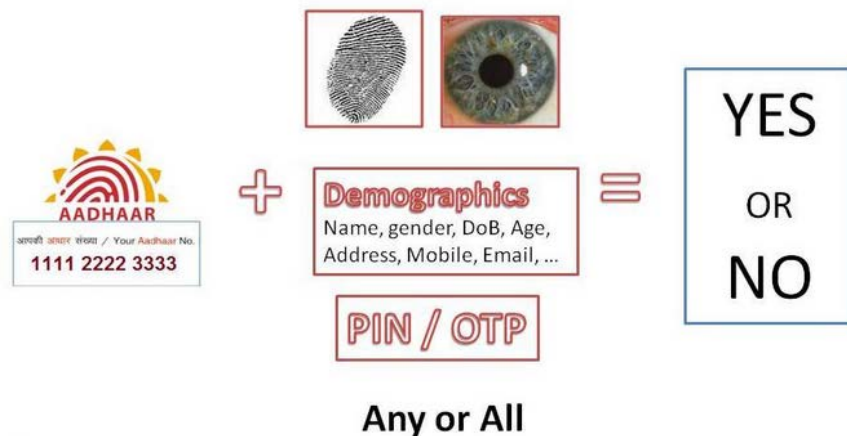 AADHAAR
आपकी आधार संख्या / Your Aadhaar No.
1111 2222 3333
+
Demographics
Name, gender, DoB, Age,
Address, Mobile, Email, ...
PIN / OTP
Any or All
=
YES
OR
NO